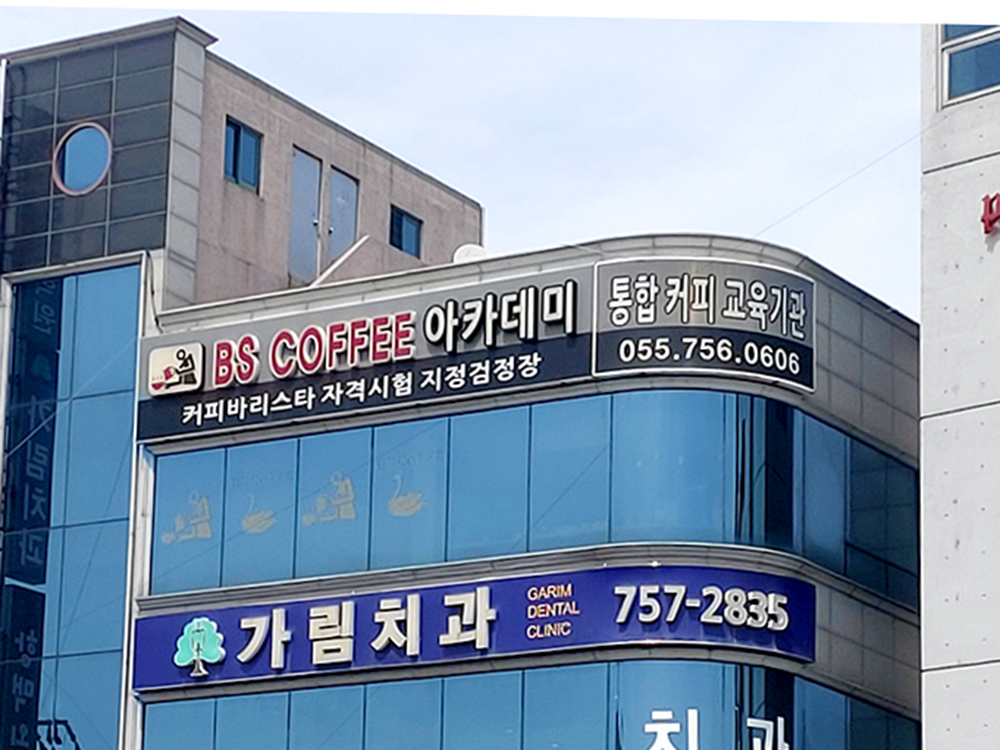 BS COFFEE 아카데미
커피바리스타 자격시험 지정검정장
통합 커피 교육기관
055.756.0606
가림치과
GARIM
DENTAL
CLINIC
757-2835
치과